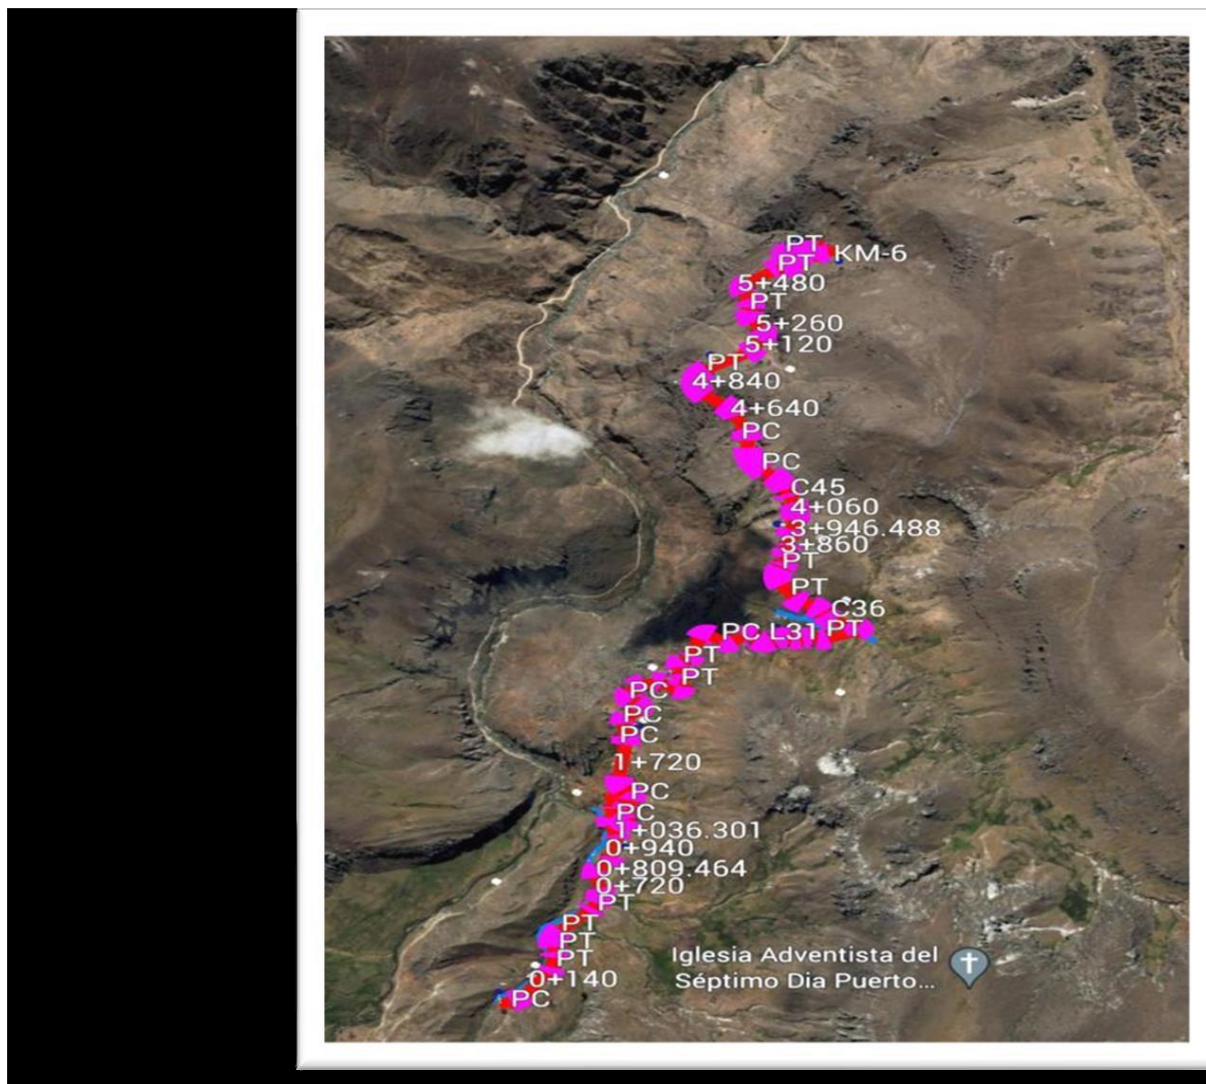 PT
KM-6
PT
5+480
PT
5+260
5+120
PT
4+840
4+640
PC
PC
C45
4+060
3+946.488
3+860
PT
PT
C36
PC L31 PT
PT
PT
PC
PC
PC
1+720
PC
PC
1+036.301
0+940
0+809.464
0+720
PT
PT
PT
PT
0+140
PC
Iglesia Adventista del
Séptimo Dia Puerto...